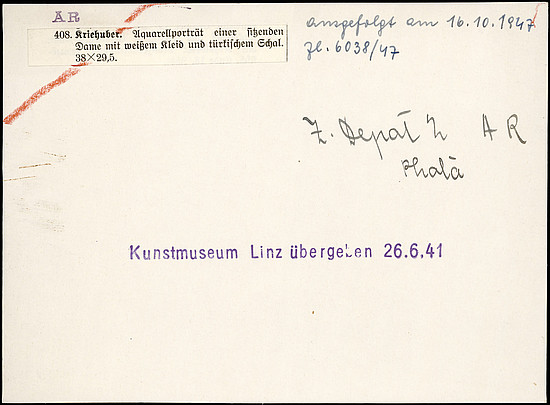 AR
408. Kriehuber. Aquarellporträt einer sitzenden
Dame mit weißem Kleid und türkischem Schal.
38×29,5.
ausgefolgt am 16.10.1947
Zl. 6038/47
Z. Depot AR
Kunstmuseum Linz übergeben 26.6.41